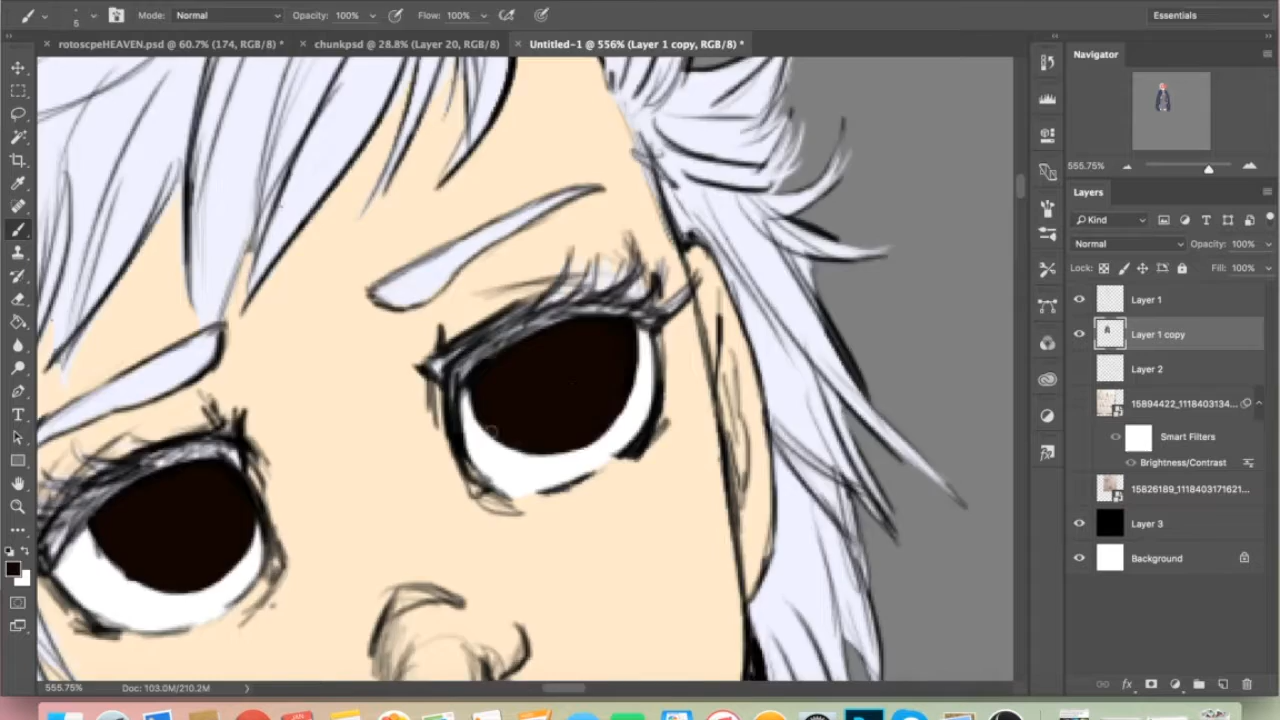 5 Mode: Normal Opacity: 100% Flow: 100% Essentials
× rotoscpeHEAVEN.psd @ 60.7% (174, RGB/8) * × chunkpsd @ 28.8% (Layer 20, RGB/8) × Untitled-1 @ 556% (Layer 1 copy, RGB/8) *
Navigator
555.75%
Layers
Kind
Normal Opacity: 100%
Lock: Fill: 100%
Layer 1
Layer 1 copy
Layer 2
15894422_1118403134...
Smart Filters
Brightness/Contrast
15826189_1118403171621...
Layer 3
Background
555.75% Doc: 103.0M/210.2M